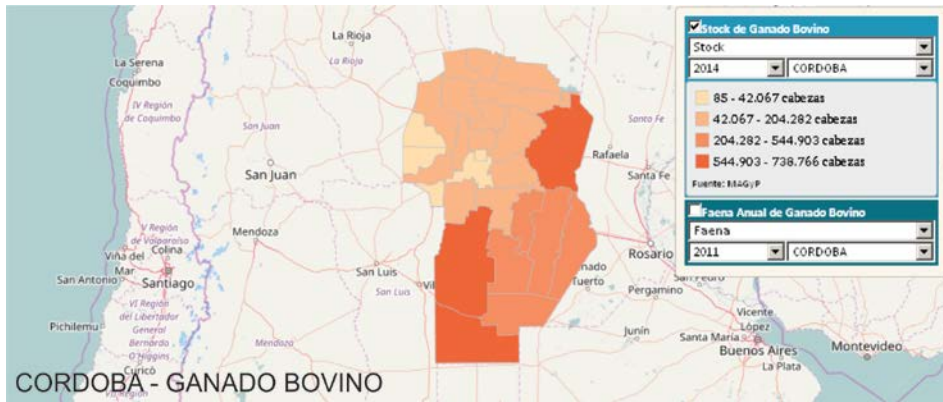 La Rioja
La Rioja
La Serena
Coquimbo
IV Región
de Coquimbo
San Juan
San Juan
Santa Fe
Rafaela
Santa Fe
V Región
de Valparaíso
Mendoza
Viña del
Mar
Colina
San Antonio
Santiago
San Luis
San Luis
Rosario
Tuerto
Pergamino
VI Región
del Libertador
General
Bernardo
O'Higgins
Pichilemu
Curicó
Mendoza
Junín
Vicente
López
Santa María
Buenos Aires
La Plata
Montevideo
CORDOBA - GANADO BOVINO
Stock de Ganado Bovino
Stock
2014 CORDOBA
85 - 42.067 cabezas
42.067 - 204.282 cabezas
204.282 - 544.903 cabezas
544.903 - 738.766 cabezas
Fuente: MAGyP
Faena Anual de Ganado Bovino
Faena
2011 CORDOBA